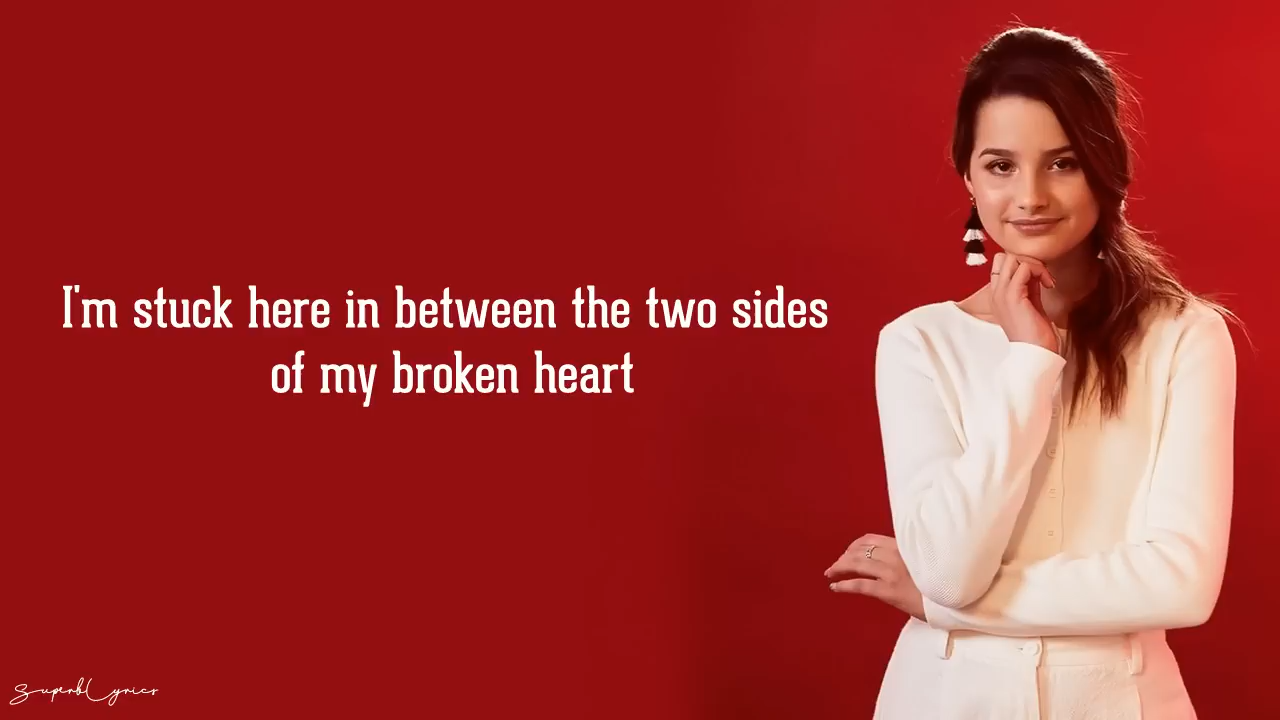 I'm stuck here in between the two sides
of my broken heart
SuperbLyrics